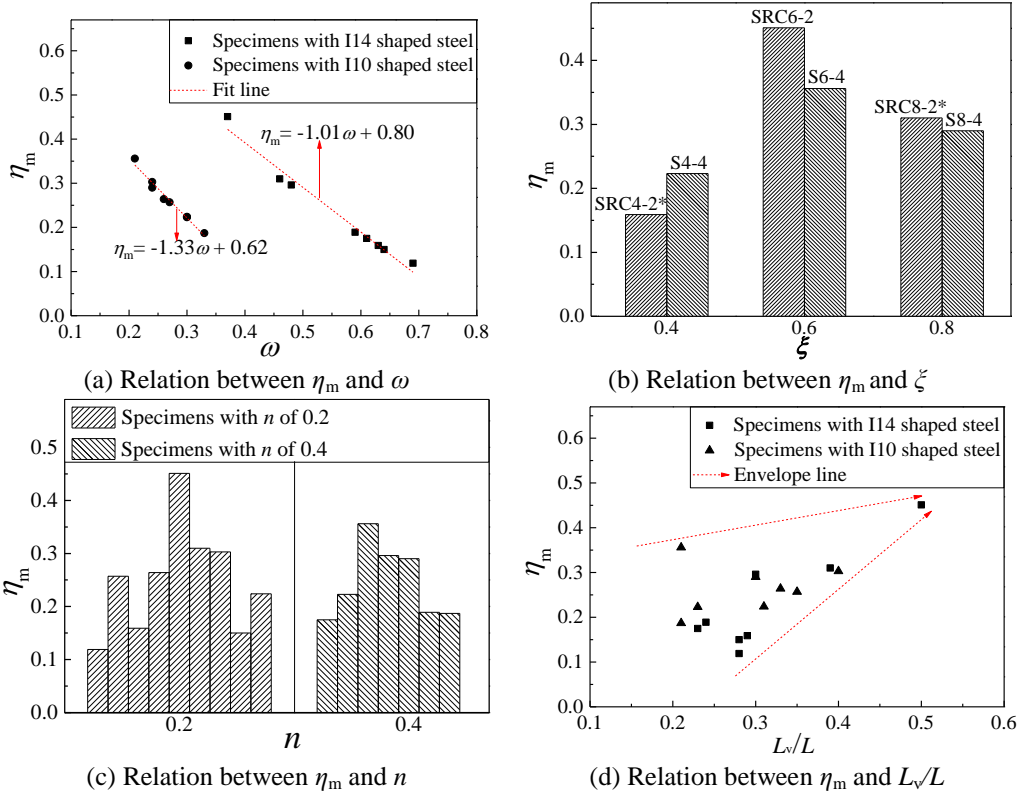 Specimens with I14 shaped steel
Specimens with I10 shaped steel
Fit line
ηm= -1.01ω + 0.80
ηm= -1.33ω + 0.62
ηm
0.6
0.5
0.4
0.3
0.2
0.1
0.0
0.1 0.2 0.3 0.4 0.5 0.6 0.7 0.8
ω
(a) Relation between ηm and ω
SRC6-2
S6-4
SRC8-2*
S8-4
S4-4
SRC4-2*
ηm
0.4
0.3
0.2
0.1
0.0
0.4 0.6 0.8
ξ
(b) Relation between ηm and ξ
Specimens with n of 0.2
Specimens with n of 0.4
ηm
0.5
0.4
0.3
0.2
0.1
0.0
0.2 0.4
n
(c) Relation between ηm and n
Specimens with I14 shaped steel
Specimens with I10 shaped steel
Envelope line
ηm
0.6
0.5
0.4
0.3
0.2
0.1
0.0
0.1 0.2 0.3 0.4 0.5 0.6
Lv/L
(d) Relation between ηm and Lv/L